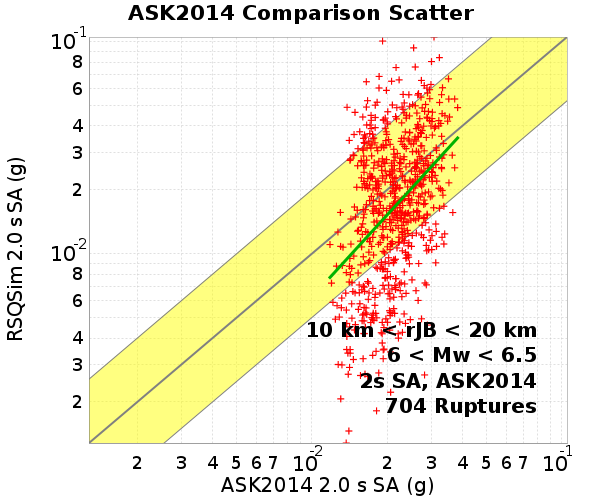 ASK2014 Comparison Scatter
RSQSim 2.0 s SA (g)
10^-1
8
6
4
3
2
10^-2
8
6
4
3
2
10 km < rJB < 20 km
6 < Mw < 6.5
2s SA, ASK2014
704 Ruptures
2 3 4 5 6 7 10^-2 2 3 4 5 6 7 10^-1
ASK2014 2.0 s SA (g)